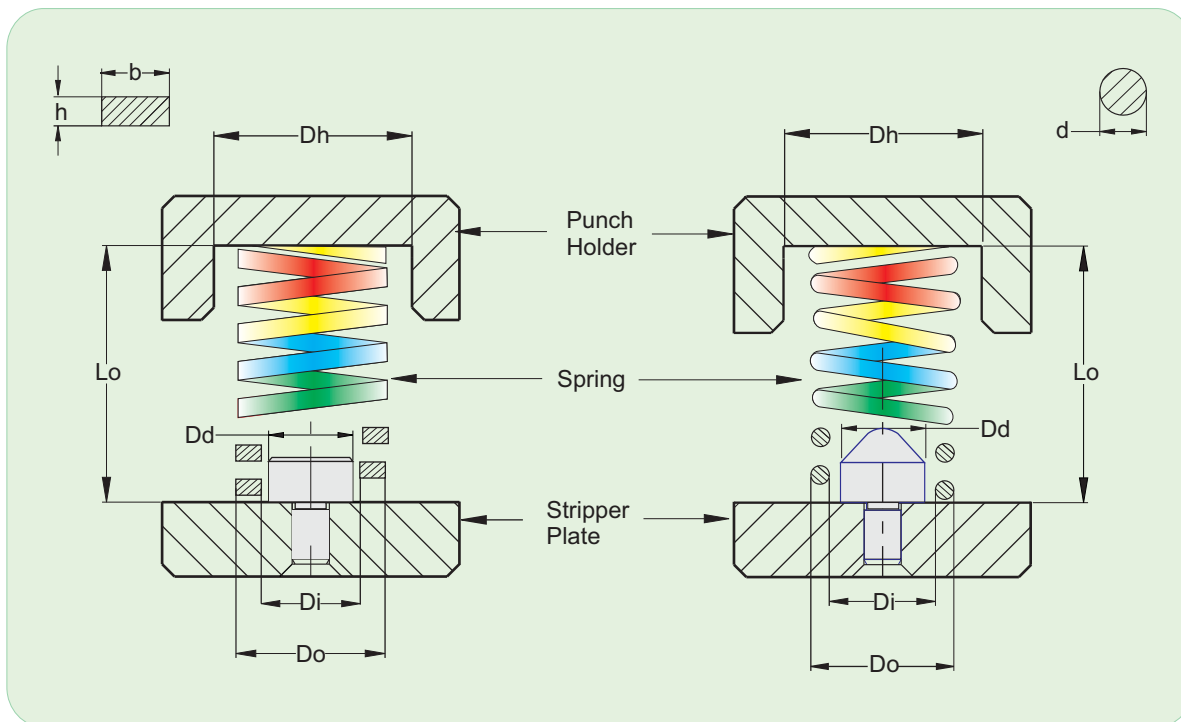 b
h
Dh
Dh
d
Punch
Holder
Lo
Spring
Lo
Dd
Dd
Stripper
Plate
Di
Di
Do
Do